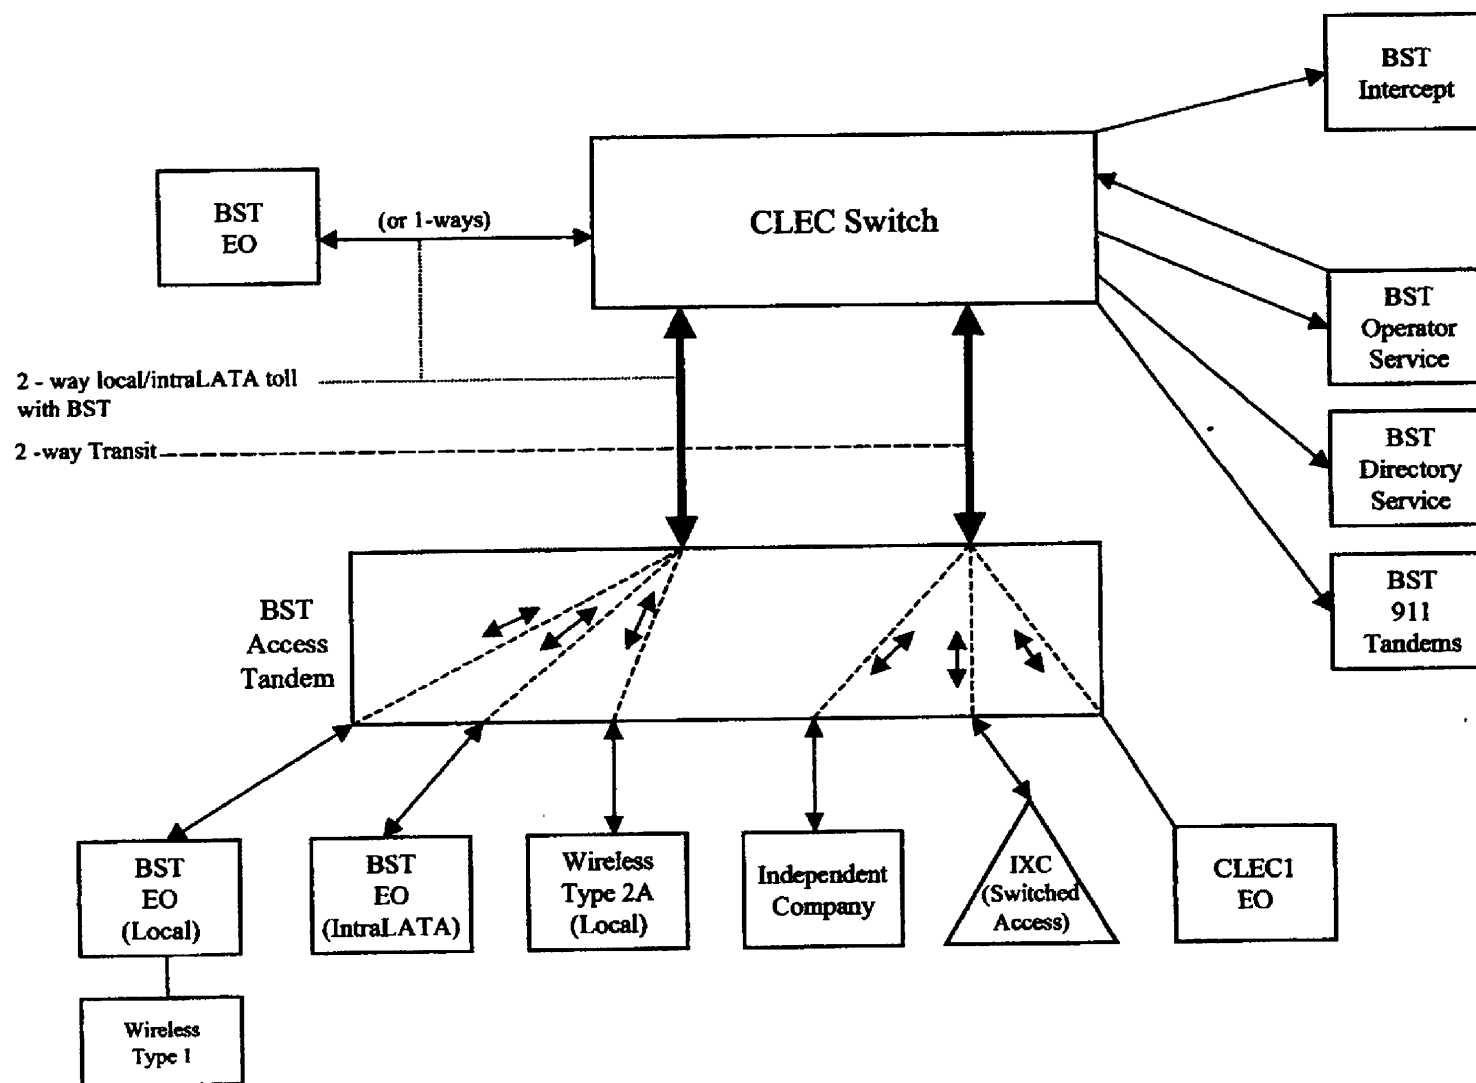 BST
Intercept
CLEC Switch
BST
EO
(or 1-ways)
BST
Operator
Service
2 - way local/intraLATA toll
with BST
2 -way Transit
BST
Directory
Service
BST
911
Tandems
BST
Access
Tandem
BST
EO
(Local)
BST
EO
(IntraLATA)
Wireless
Type 2A
(Local)
Independent
Company
IXC
(Switched
Access)
CLEC1
EO
Wireless
Type 1